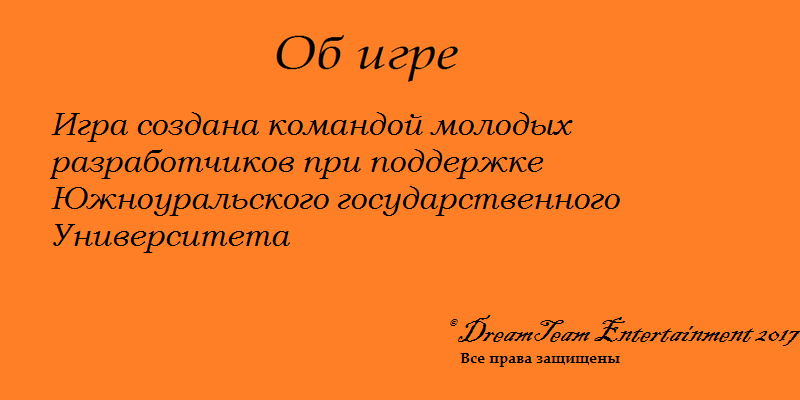 Об игре
Игра создана командой молодых
разработчиков при поддержке
Южноуральского государственного
Университета
© DreamTeam Entertainment 2017
Все права защищены